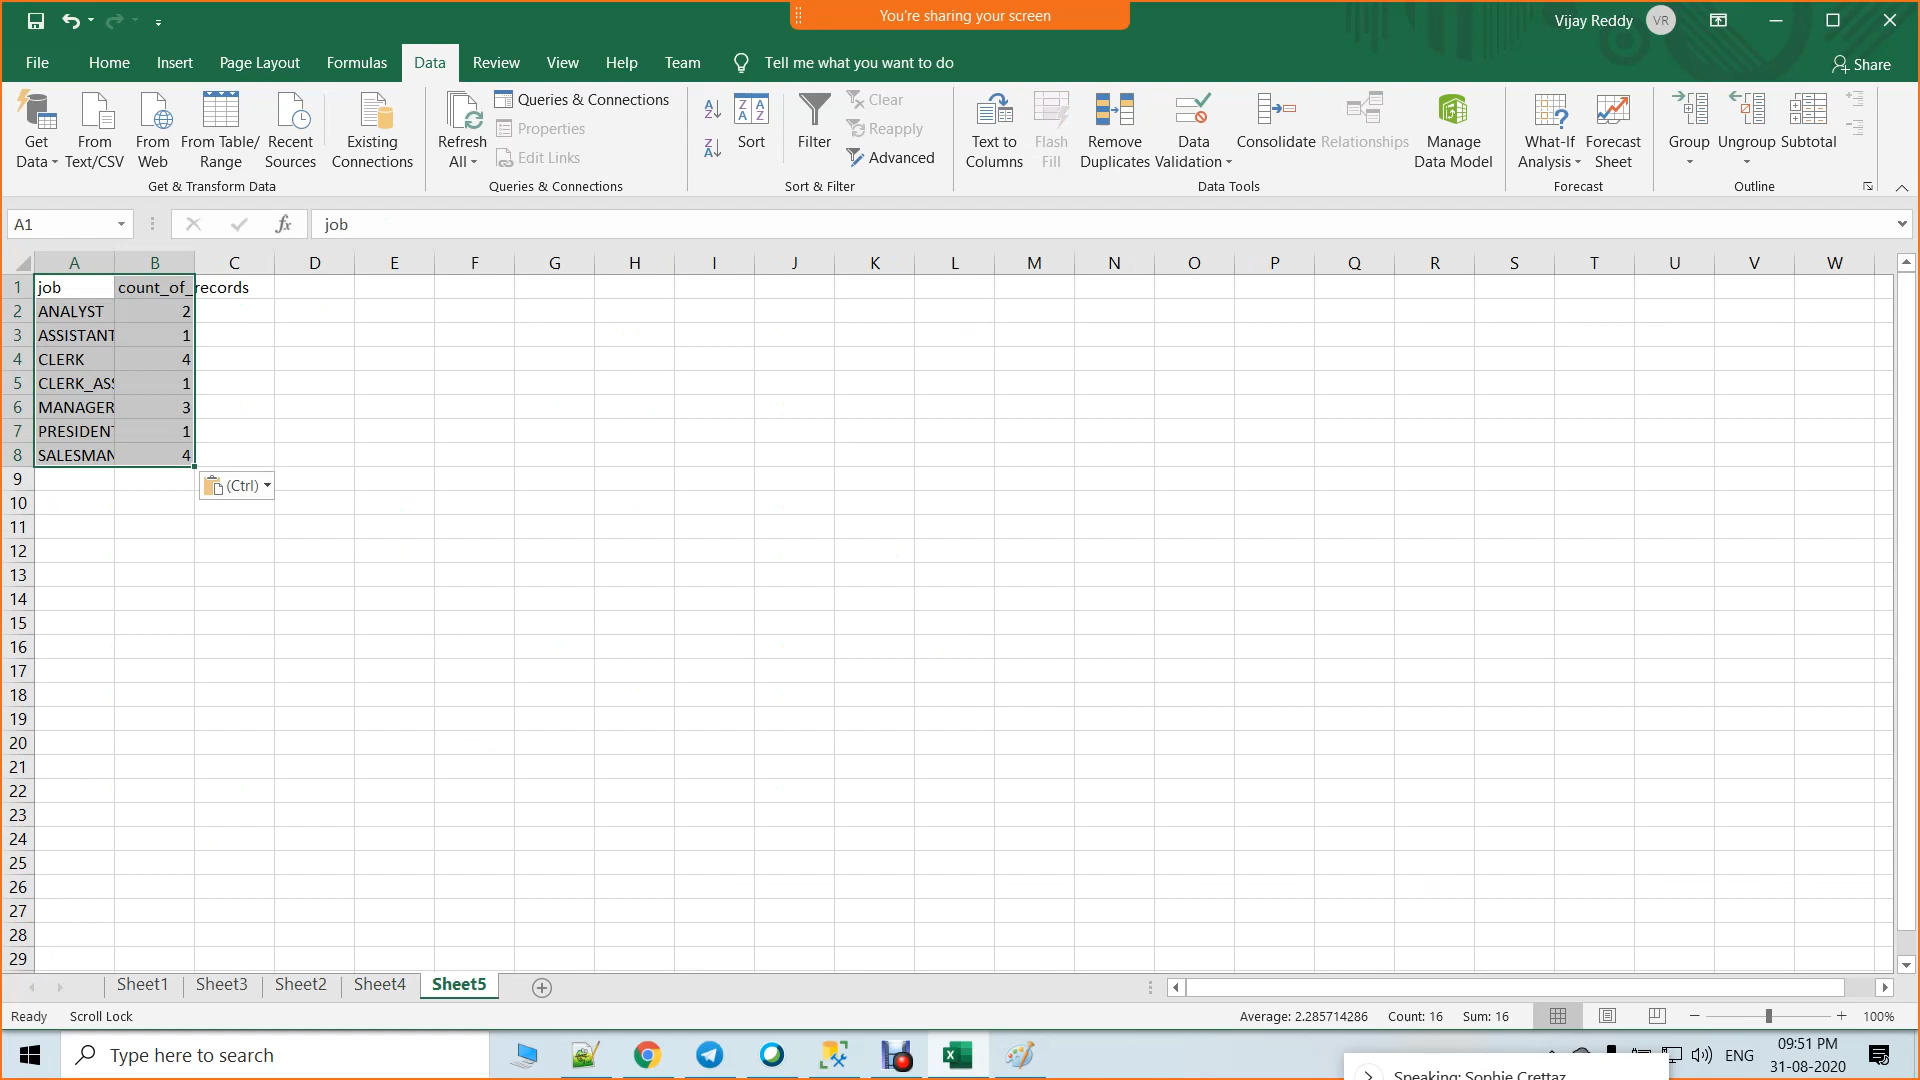 You're sharing your screen
Vijay Reddy VR
File Home Insert Page Layout Formulas Data Review View Help Team Tell me what you want to do Share
Get Data From Text/CSV From Web From Table/ Range Recent Sources Existing Connections
Get & Transform Data
Refresh All Queries & Connections Properties Edit Links
Queries & Connections
Sort Filter Clear Reapply Advanced
Sort & Filter
Text to Columns Flash Fill Remove Duplicates Data Validation Consolidate Relationships Manage Data Model
Data Tools
What-If Analysis Forecast Sheet
Forecast
Group Ungroup Subtotal
Outline
A1 fx job
A B C D E F G H I J K L M N O P Q R S T U V W
1 job count_of_records
2 ANALYST 2
3 ASSISTANT 1
4 CLERK 4
5 CLERK_ASS 1
6 MANAGER 3
7 PRESIDENT 1
8 SALESMAN 4
9
(Ctrl)
10
11
12
13
14
15
16
17
18
19
20
21
22
23
24
25
26
27
28
29
Sheet1 Sheet3 Sheet2 Sheet4 Sheet5
Ready Scroll Lock Average: 2.285714286 Count: 16 Sum: 16 100%
Type here to search ENG 09:51 PM
31-08-2020
Speaking: Sophie Crettaz